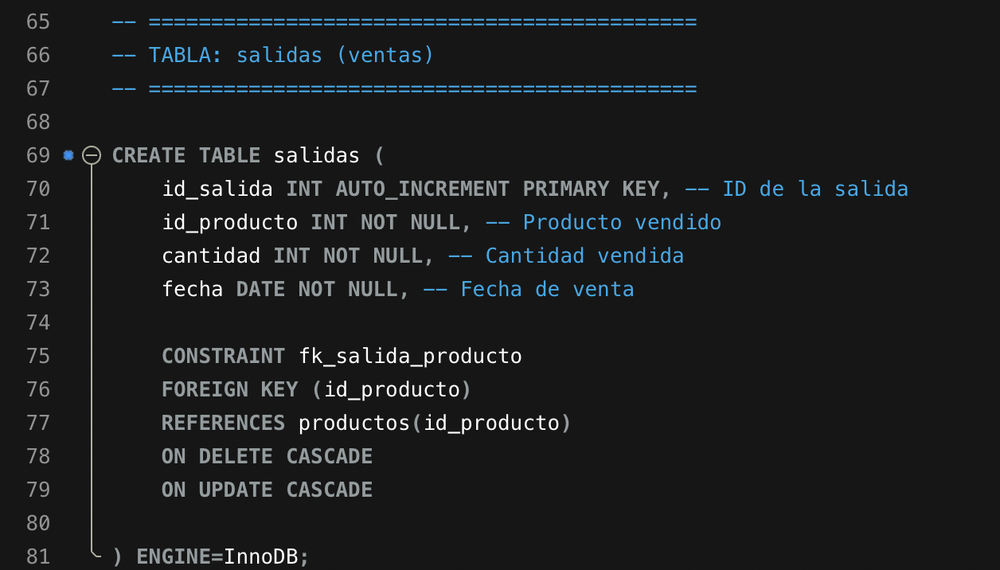 65 -- ============================================
66 -- TABLA: salidas (ventas)
67 -- ============================================
68
69 CREATE TABLE salidas (
70 id_salida INT AUTO_INCREMENT PRIMARY KEY, -- ID de la salida
71 id_producto INT NOT NULL, -- Producto vendido
72 cantidad INT NOT NULL, -- Cantidad vendida
73 fecha DATE NOT NULL, -- Fecha de venta
74
75 CONSTRAINT fk_salida_producto
76 FOREIGN KEY (id_producto)
77 REFERENCES productos(id_producto)
78 ON DELETE CASCADE
79 ON UPDATE CASCADE
80
81 ) ENGINE=InnoDB;